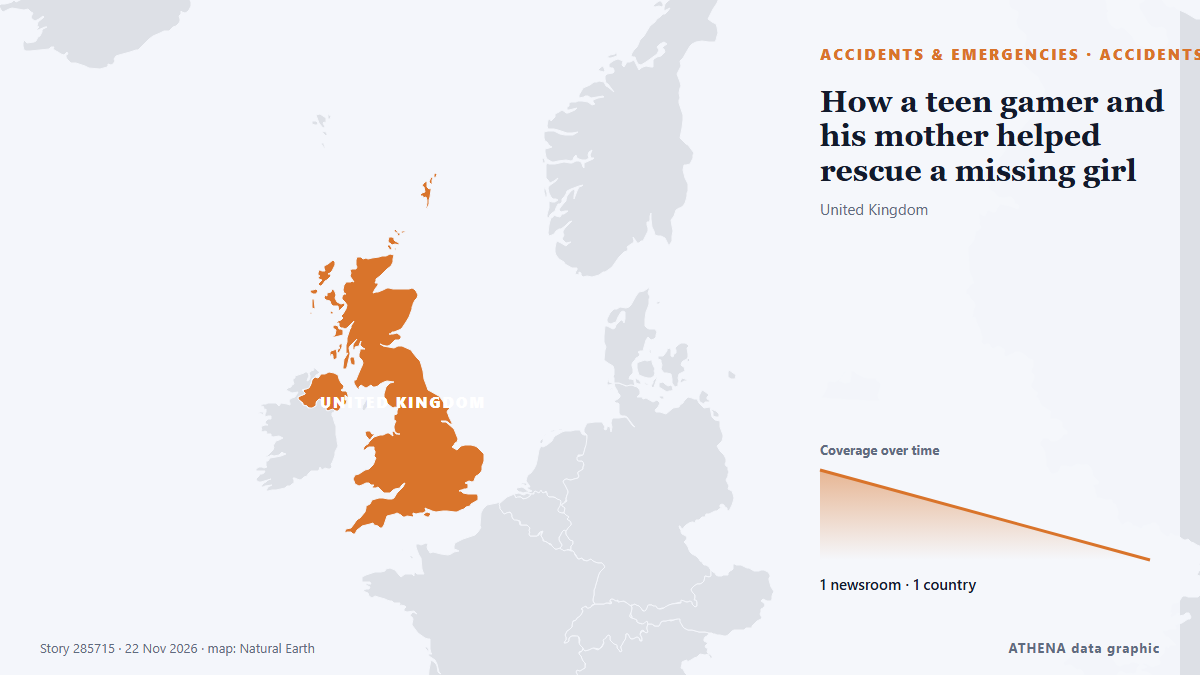 ACCIDENTS & EMERGENCIES · ACCIDENTS
How a teen gamer and
his mother helped
rescue a missing girl
United Kingdom
UNITED KINGDOM
Coverage over time
1 newsroom · 1 country
Story 285715 · 22 Nov 2026 · map: Natural Earth
ATHENA data graphic